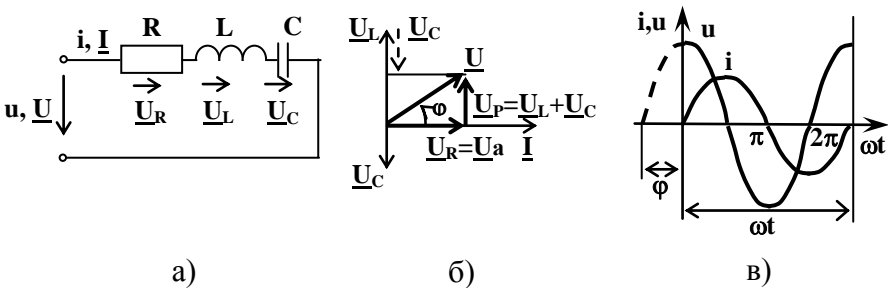 i, I R L C
u, U U_R U_L U_C
а)
U_L U_C
U
φ U_P=U_L+U_C
U_R=U_a I
U_C
б)
i,u u
i
π 2π ωt
φ
ωt
в)